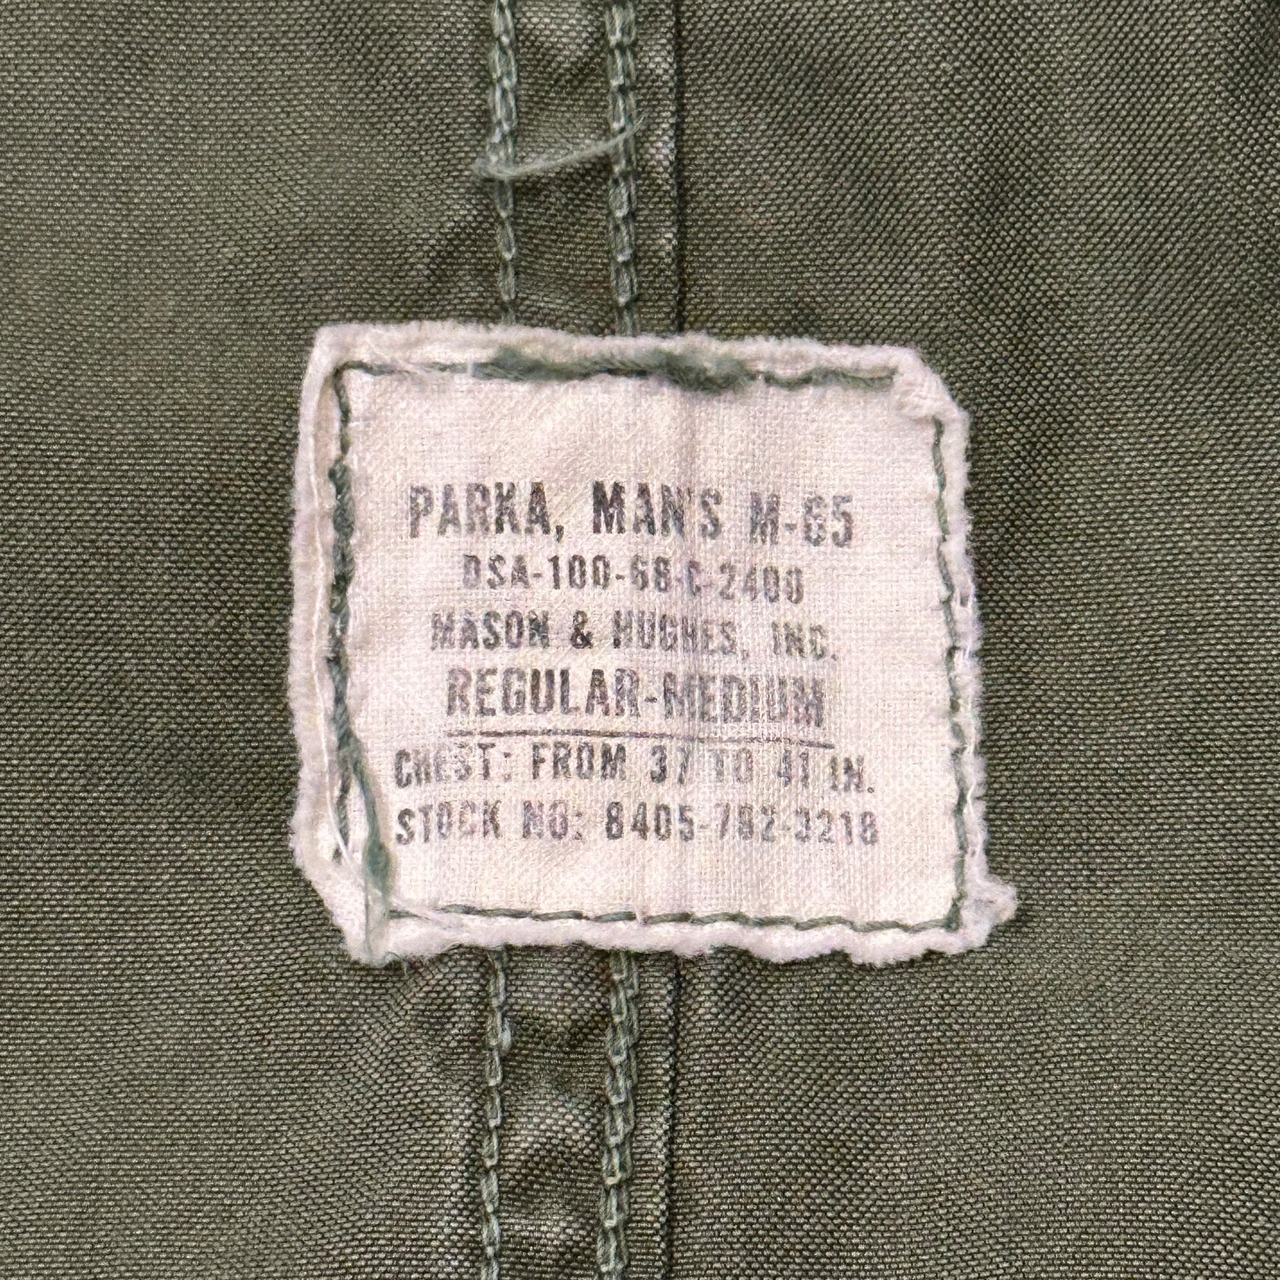 PARKA, MAN'S M-65
DSA-100-68-C-2400
MASON & HUGHES, INC.
REGULAR-MEDIUM
CHEST: FROM 37 TO 41 IN.
STOCK NO: 8405-782-3218